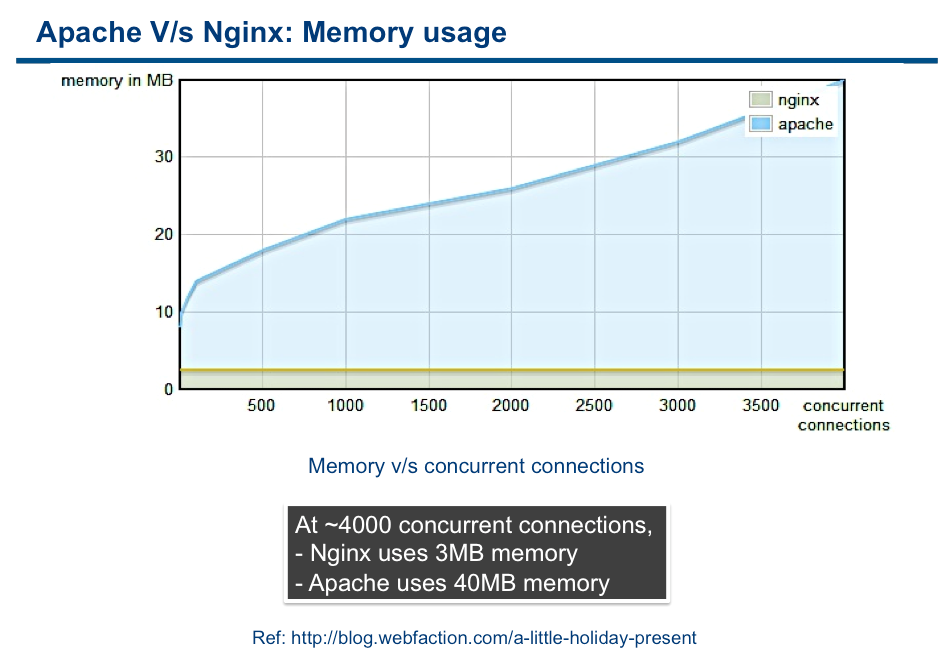 Apache V/s Nginx: Memory usage
memory in MB
nginx
apache
30
20
10
0
500 1000 1500 2000 2500 3000 3500 concurrent
connections
Memory v/s concurrent connections
At ~4000 concurrent connections,
- Nginx uses 3MB memory
- Apache uses 40MB memory
Ref: http://blog.webfaction.com/a-little-holiday-present